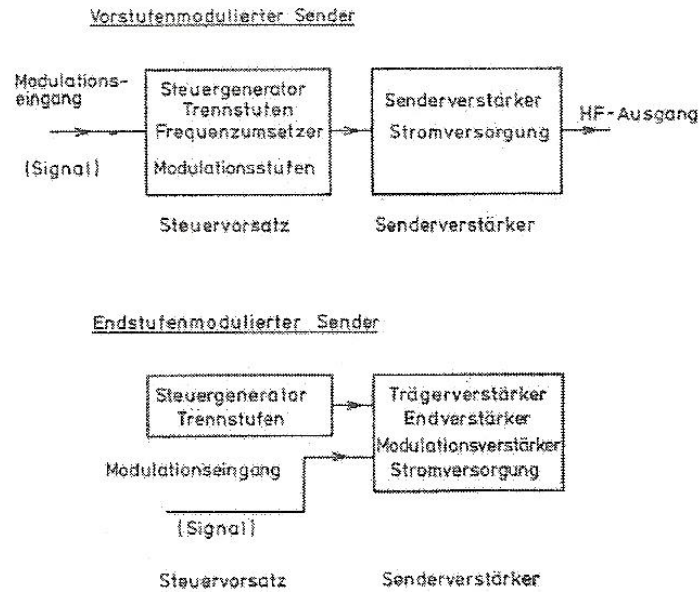 Vorstufenmodulierter Sender
Modulations-
eingang
(Signal)
Steuergenerator
Trennstufen
Frequenzumsetzer
Modulationsstufen
Senderverstärker
Stromversorgung
HF-Ausgang
Steuervorsatz
Senderverstärker
Endstufenmodulierter Sender
Steuergenerator
Trennstufen
Trägerverstärker
Endverstärker
Modulationsverstärker
Stromversorgung
Modulationseingang
(Signal)
Steuervorsatz
Senderverstärker